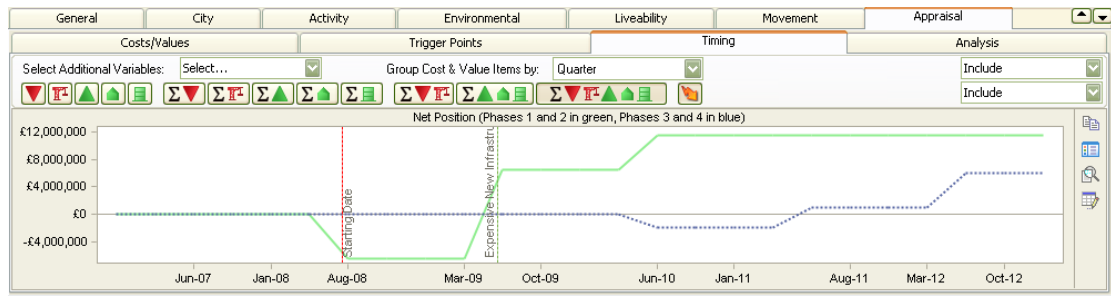 General City Activity Environmental Liveability Movement Appraisal
Costs/Values Trigger Points Timing Analysis
Select Additional Variables: Select... Group Cost & Value Items by: Quarter Include
Σ Σ Σ Σ Σ Σ Σ Σ Include
Net Position (Phases 1 and 2 in green, Phases 3 and 4 in blue)
£12,000,000
£8,000,000
£4,000,000
£0
-£4,000,000
Starting Date
Expensive New Infrastru
Jun-07 Jan-08 Aug-08 Mar-09 Oct-09 Jun-10 Jan-11 Aug-11 Mar-12 Oct-12